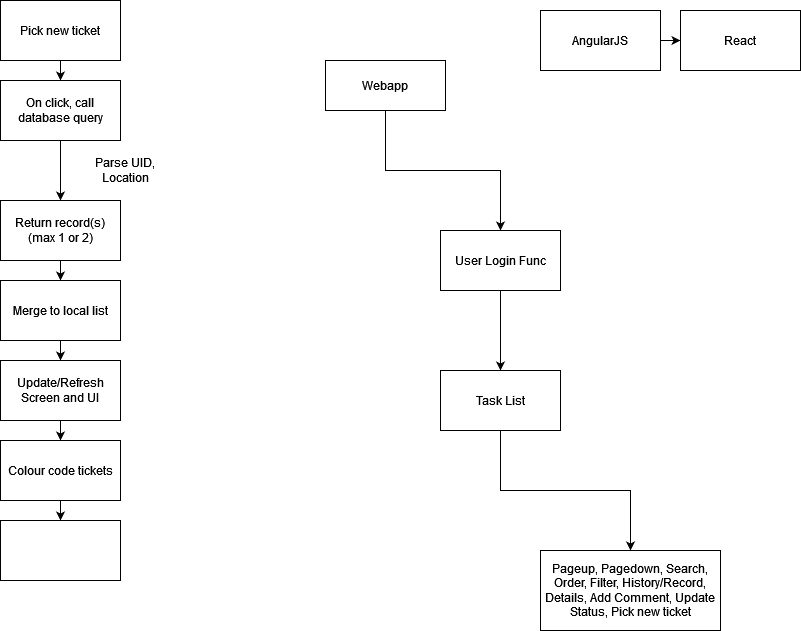 Pick new ticket
On click, call
database query
Parse UID,
Location
Return record(s)
(max 1 or 2)
Merge to local list
Update/Refresh
Screen and UI
Colour code tickets
Webapp
User Login Func
Task List
Pageup, Pagedown, Search,
Order, Filter, History/Record,
Details, Add Comment, Update
Status, Pick new ticket
AngularJS
React